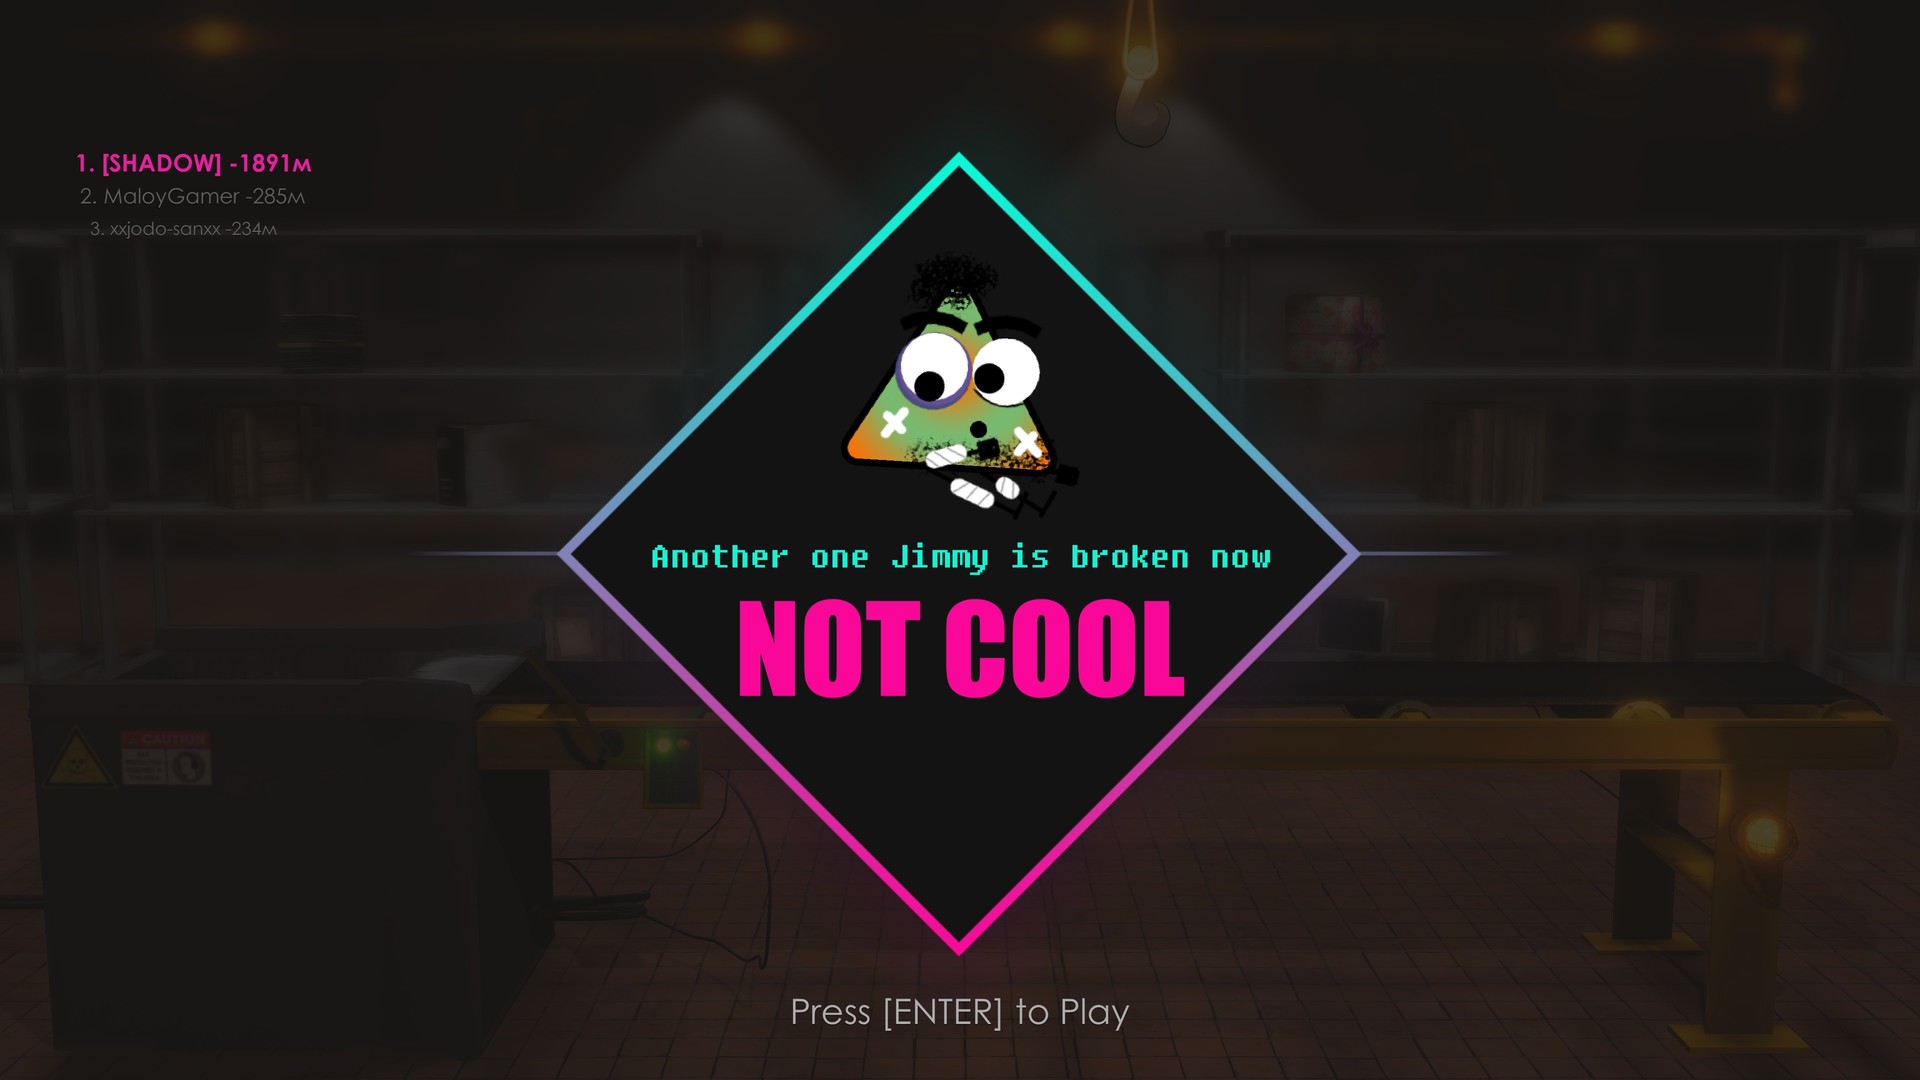 1. [SHADOW] -1891м
2. MaloyGamer -285м
3. xxjodo-sanxx -234м
Another one Jimmy is broken now
NOT COOL
CAUTION
Press [ENTER] to Play